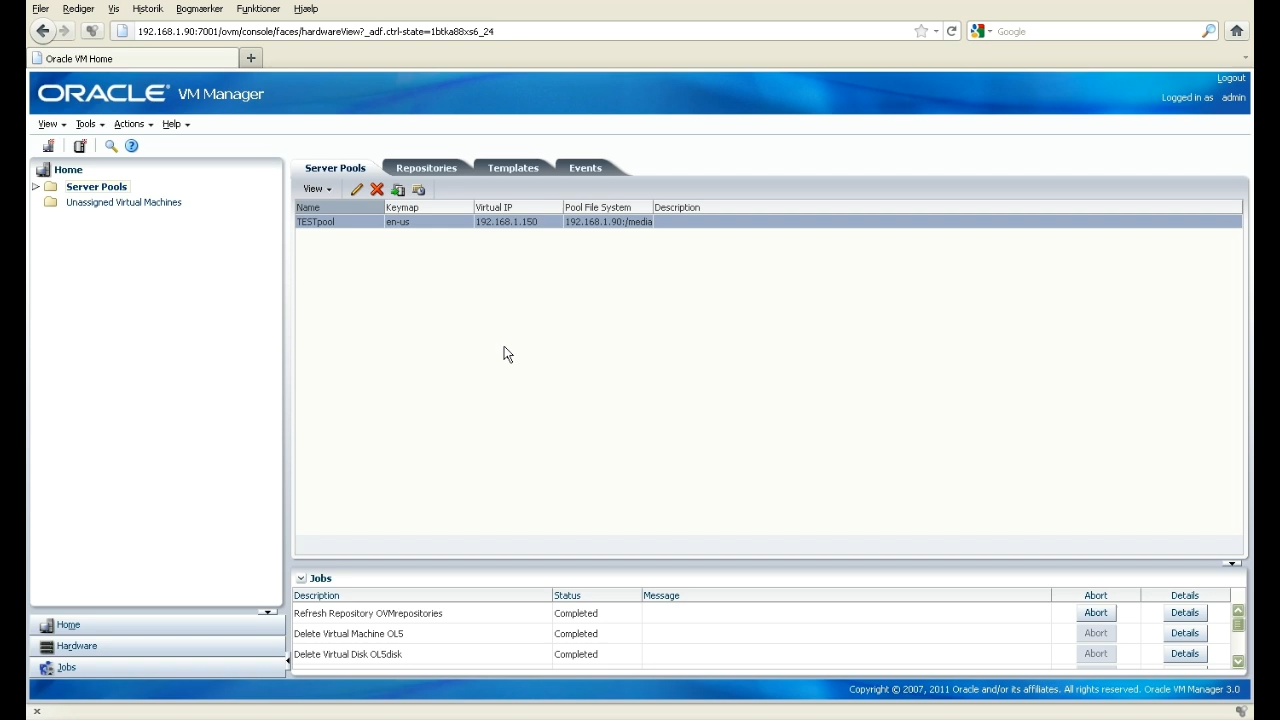 Filer Rediger Vis Historik Bogmærker Funktioner Hjælp
192.168.1.90:7001/ovm/console/faces/hardwareView?_adf.ctrl-state=1btka88xs6_24
Google
Oracle VM Home
Logout
ORACLE® VM Manager
Logged in as admin
View Tools Actions Help
Home
Server Pools
Unassigned Virtual Machines
Server Pools Repositories Templates Events
View
Name Keymap Virtual IP Pool File System Description
TESTpool en-us 192.168.1.150 192.168.1.90:/media
Jobs
Description Status Message Abort Details
Refresh Repository OVMrepositories Completed Abort Details
Delete Virtual Machine OL5 Completed Abort Details
Delete Virtual Disk OL5disk Completed Abort Details
Home
Hardware
Jobs
Copyright © 2007, 2011 Oracle and/or its affiliates. All rights reserved. Oracle VM Manager 3.0